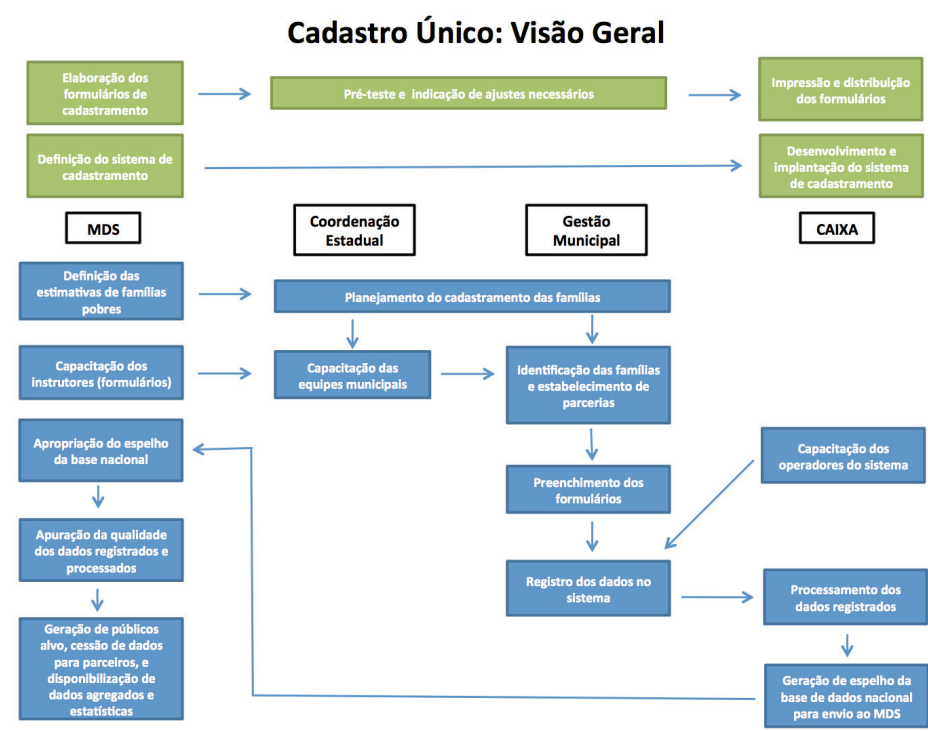 Cadastro Único: Visão Geral
Elaboração dos
formulários de
cadastramento
Pré-teste e indicação de ajustes necessários
Impressão e distribuição
dos formulários
Definição do sistema de
cadastramento
Desenvolvimento e
implantação do sistema
de cadastramento
MDS
Coordenação
Estadual
Gestão
Municipal
CAIXA
Definição das
estimativas de famílias
pobres
Planejamento do cadastramento das famílias
Capacitação dos
instrutores (formulários)
Capacitação das
equipes municipais
Identificação das famílias
e estabelecimento de
parcerias
Apropriação do espelho
da base nacional
Capacitação dos
operadores do sistema
Preenchimento dos
formulários
Apuração da qualidade
dos dados registrados e
processados
Registro dos dados no
sistema
Processamento dos
dados registrados
Geração de públicos
alvo, cessão de dados
para parceiros, e
disponibilização de
dados agregados e
estatísticas
Geração de espelho da
base de dados nacional
para envio ao MDS